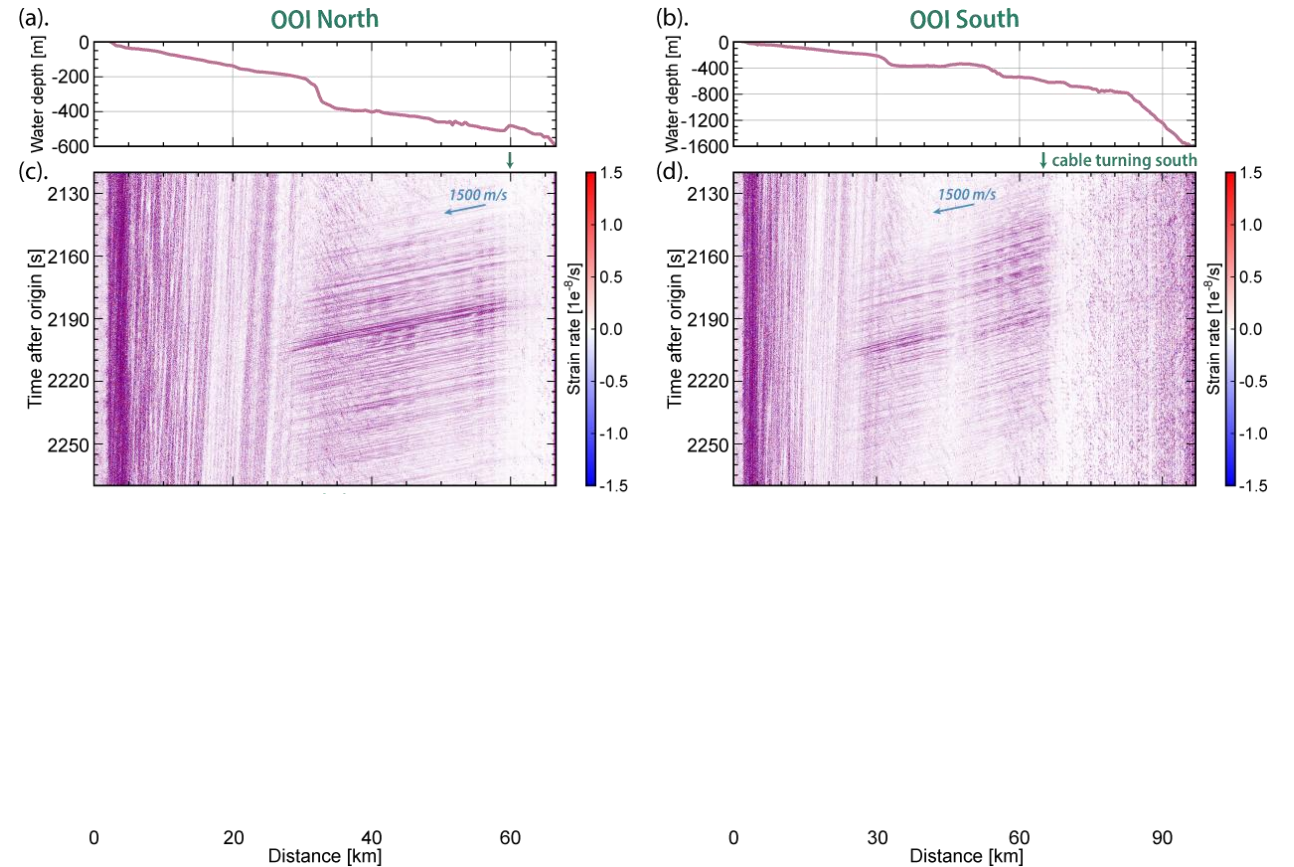 (a).
OOI North
Water depth [m]
0
-200
-400
-600
(b).
OOI South
Water depth [m]
0
-400
-800
-1200
-1600
cable turning south
(c).
Time after origin [s]
2130
2160
2190
2220
2250
1500 m/s
1.5
1.0
0.5
0.0
-0.5
-1.0
-1.5
Strain rate [1e-8/s]
(d).
Time after origin [s]
2130
2160
2190
2220
2250
1500 m/s
1.5
1.0
0.5
0.0
-0.5
-1.0
-1.5
Strain rate [1e-8/s]
0 20 40 60
Distance [km]
0 30 60 90
Distance [km]